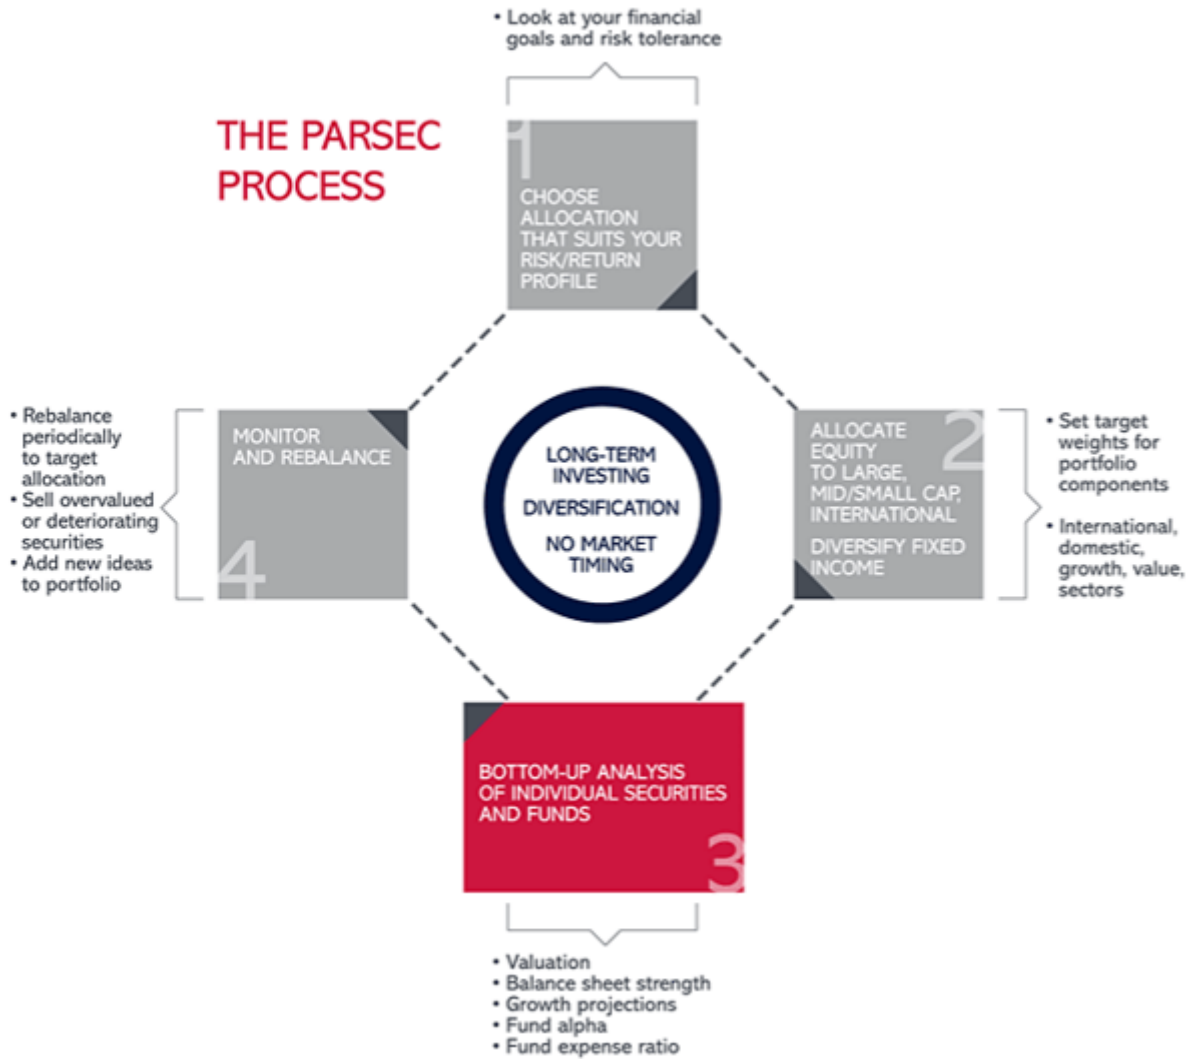 • Look at your financial
goals and risk tolerance
THE PARSEC
PROCESS
1
CHOOSE
ALLOCATION
THAT SUITS YOUR
RISK/RETURN
PROFILE
• Rebalance
periodically
to target
allocation
• Sell overvalued
or deteriorating
securities
• Add new ideas
to portfolio
MONITOR
AND REBALANCE
4
LONG-TERM
INVESTING
DIVERSIFICATION
NO MARKET
TIMING
2
ALLOCATE
EQUITY
TO LARGE,
MID/SMALL CAP,
INTERNATIONAL
DIVERSIFY FIXED
INCOME
• Set target
weights for
portfolio
components
• International,
domestic,
growth, value,
sectors
BOTTOM-UP ANALYSIS
OF INDIVIDUAL SECURITIES
AND FUNDS
3
• Valuation
• Balance sheet strength
• Growth projections
• Fund alpha
• Fund expense ratio